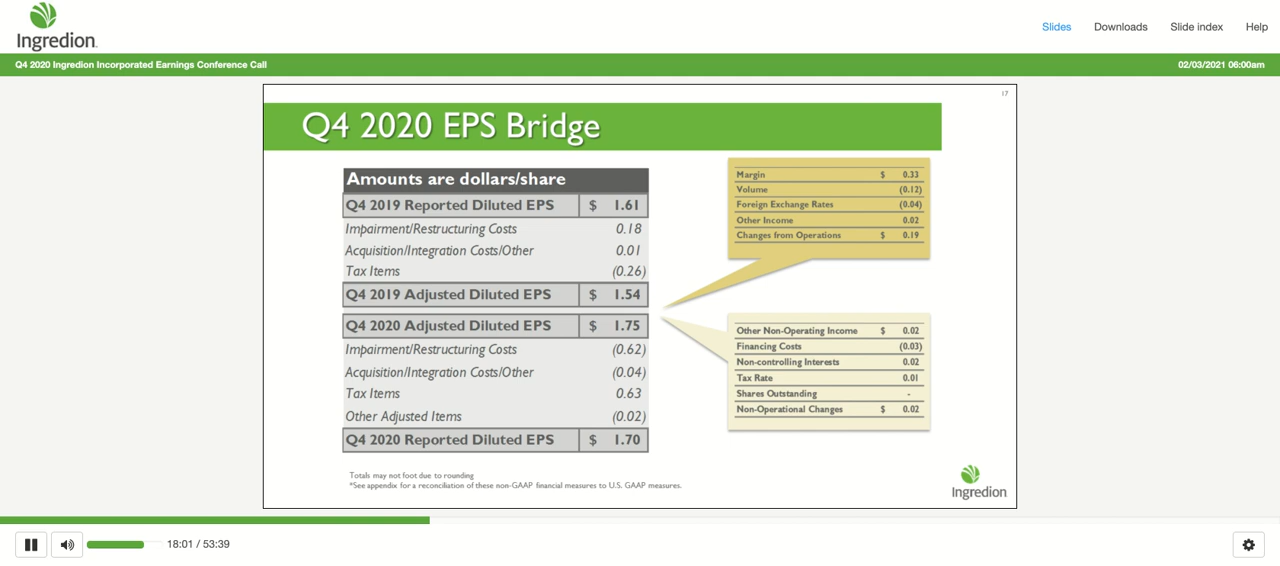 Ingredion.
Slides Downloads Slide index Help
Q4 2020 Ingredion Incorporated Earnings Conference Call 02/03/2021 06:00am
17
Q4 2020 EPS Bridge
Amounts are dollars/share
Q4 2019 Reported Diluted EPS $ 1.61
Impairment/Restructuring Costs 0.18
Acquisition/Integration Costs/Other 0.01
Tax Items (0.26)
Q4 2019 Adjusted Diluted EPS $ 1.54
Q4 2020 Adjusted Diluted EPS $ 1.75
Impairment/Restructuring Costs (0.62)
Acquisition/Integration Costs/Other (0.04)
Tax Items 0.63
Other Adjusted Items (0.02)
Q4 2020 Reported Diluted EPS $ 1.70
Margin $ 0.33
Volume (0.12)
Foreign Exchange Rates (0.04)
Other Income 0.02
Changes from Operations $ 0.19
Other Non-Operating Income $ 0.02
Financing Costs (0.03)
Non-controlling Interests 0.02
Tax Rate 0.01
Shares Outstanding -
Non-Operational Changes $ 0.02
Totals may not foot due to rounding
*See appendix for a reconciliation of these non-GAAP financial measures to U.S. GAAP measures.
Ingredion
18:01 / 53:39